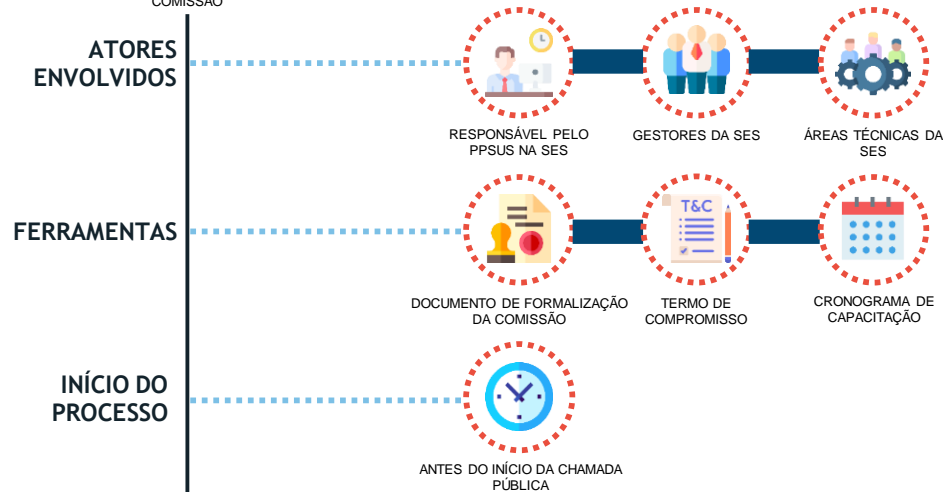 COMISSÃO
ATORES
ENVOLVIDOS
RESPONSÁVEL PELO
PPSUS NA SES
GESTORES DA SES
ÁREAS TÉCNICAS DA
SES
FERRAMENTAS
T&C
DOCUMENTO DE FORMALIZAÇÃO
DA COMISSÃO
TERMO DE
COMPROMISSO
CRONOGRAMA DE
CAPACITAÇÃO
INÍCIO DO
PROCESSO
ANTES DO INÍCIO DA CHAMADA
PÚBLICA